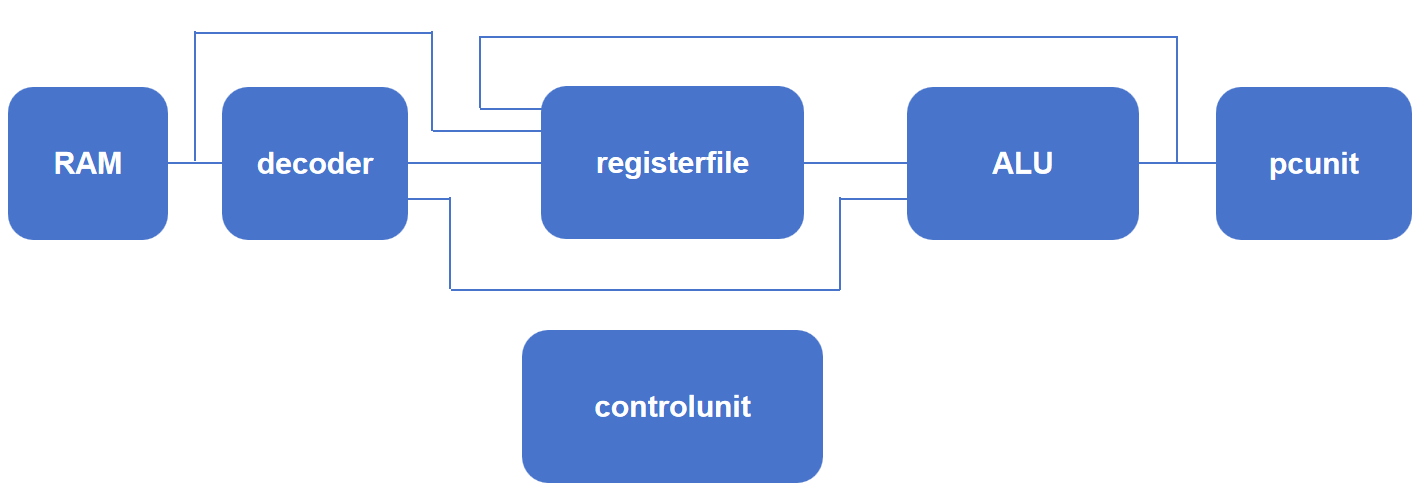 RAM
decoder
registerfile
ALU
pcunit
controlunit